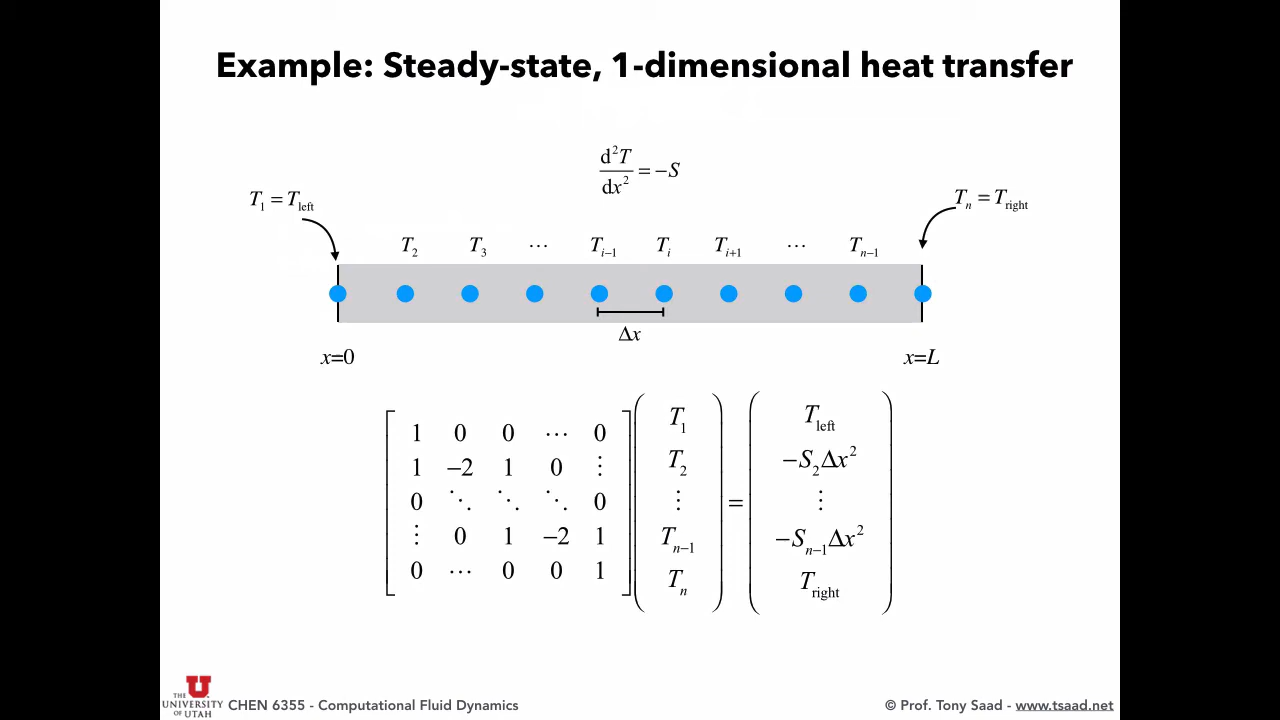 Example: Steady-state, 1-dimensional heat transfer
d²T/dx² = −S
T₁ = T_left
T_n = T_right
T₂ T₃ ⋯ T_{i−1} T_i T_{i+1} ⋯ T_{n−1}
Δx
x=0 x=L
[ 1 0 0 ⋯ 0 ] ( T₁ ) = ( T_left )
[ 1 −2 1 0 ⋮ ] ( T₂ ) ( −S₂Δx² )
[ 0 ⋱ ⋱ ⋱ 0 ] ( ⋮ ) ( ⋮ )
[ ⋮ 0 1 −2 1 ] ( T_{n−1} ) ( −S_{n−1}Δx² )
[ 0 ⋯ 0 0 1 ] ( T_n ) ( T_right )
THE U
UNIVERSITY
OF UTAH
CHEN 6355 - Computational Fluid Dynamics
© Prof. Tony Saad - www.tsaad.net